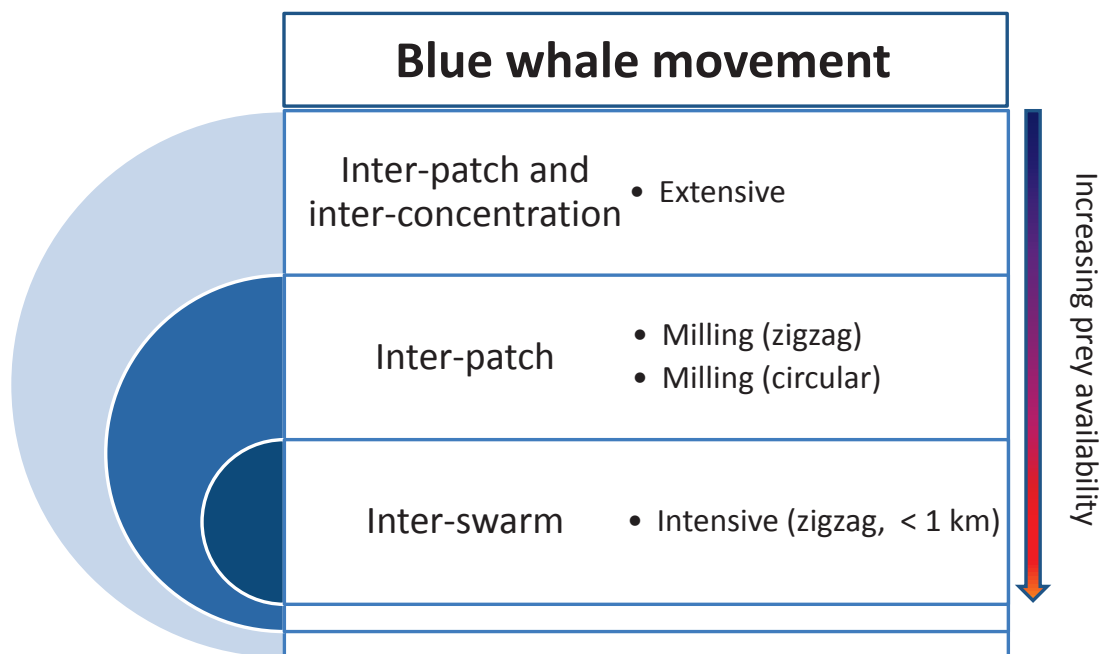 Blue whale movement
Inter-patch and
inter-concentration
• Extensive
Inter-patch
• Milling (zigzag)
• Milling (circular)
Inter-swarm
• Intensive (zigzag, < 1 km)
Increasing prey availability